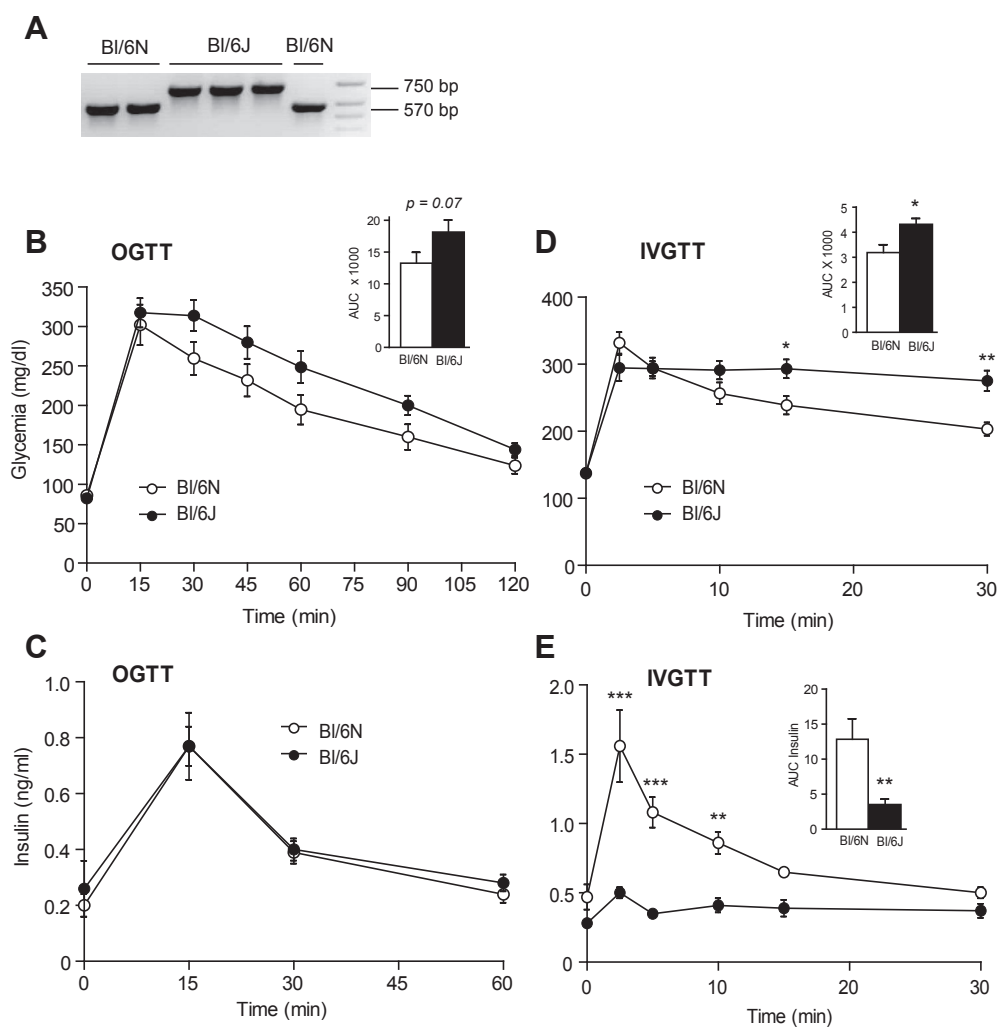 A
Bl/6N Bl/6J Bl/6N
750 bp
570 bp
B
OGTT
p = 0.07
AUC x 1000
20
15
10
5
0
Bl/6N Bl/6J
Glycemia (mg/dl)
350
300
250
200
150
100
50
0
Bl/6N
Bl/6J
0 15 30 45 60 75 90 105 120
Time (min)
D
IVGTT
*
AUC X 1000
5
4
3
2
1
0
Bl/6N Bl/6J
400
300
200
100
0
*
**
Bl/6N
Bl/6J
0 10 20 30
Time (min)
C
OGTT
Insulin (ng/ml)
1.0
0.8
0.6
0.4
0.2
0
Bl/6N
Bl/6J
0 15 30 45 60
Time (min)
E
IVGTT
2.0
1.5
1.0
0.5
0
***
***
**
AUC Insulin
20
15
10
5
0
**
Bl/6N Bl/6J
0 10 20 30
Time (min)